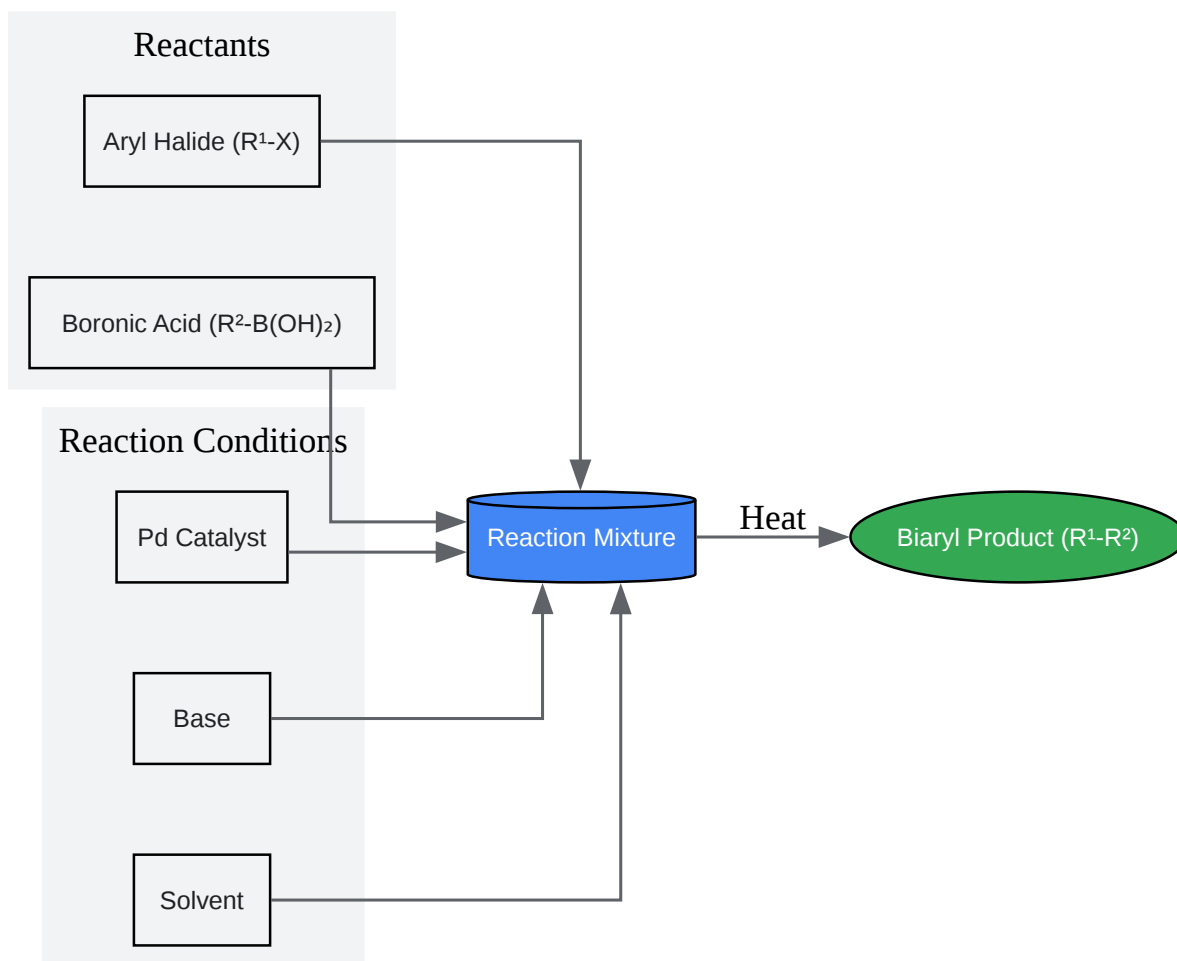 Reactants
Aryl Halide (R¹-X)
Boronic Acid (R²-B(OH)₂)
Reaction Conditions
Pd Catalyst
Base
Solvent
Reaction Mixture
Heat
Biaryl Product (R¹-R²)